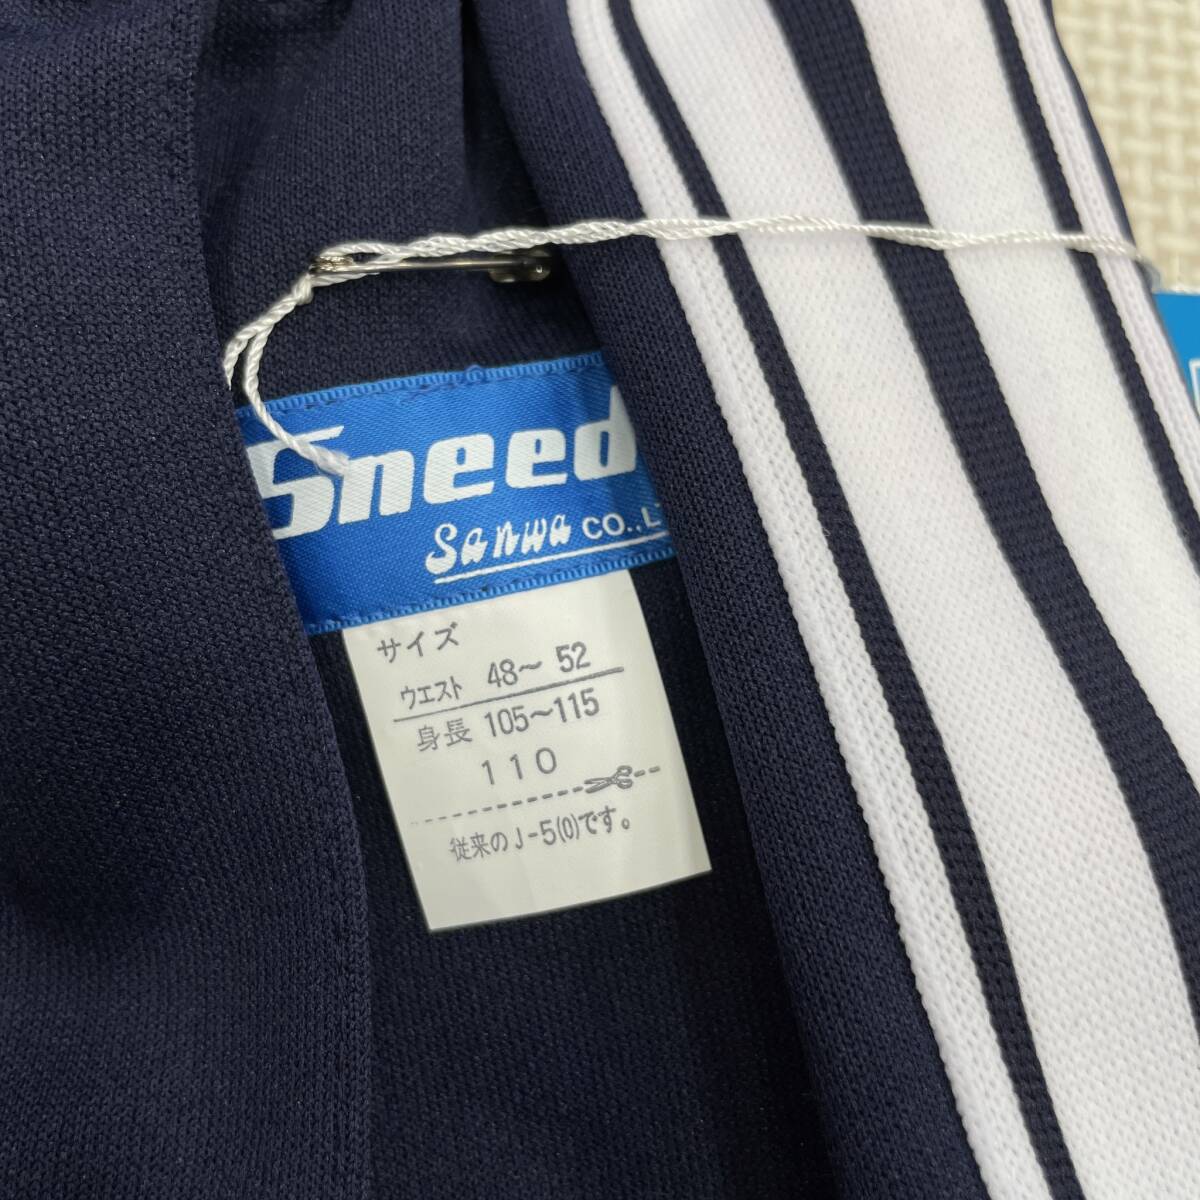 Sneed
Sanwa CO.,L
サイズ
ウエスト 48〜52
身長 105〜115
110
従来のJ-5(0)です。